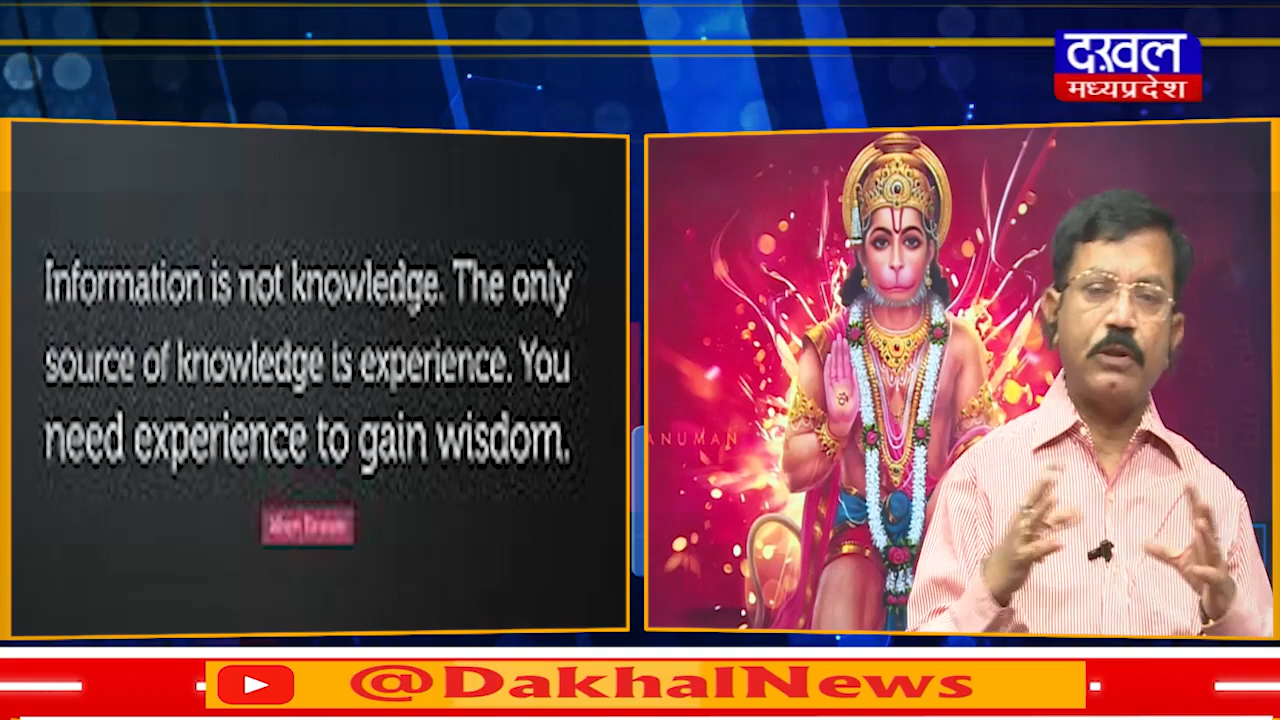 दख़ल
मध्यप्रदेश
Information is not knowledge. The only
source of knowledge is experience. You
need experience to gain wisdom.
ANUMAN
@DakhalNews